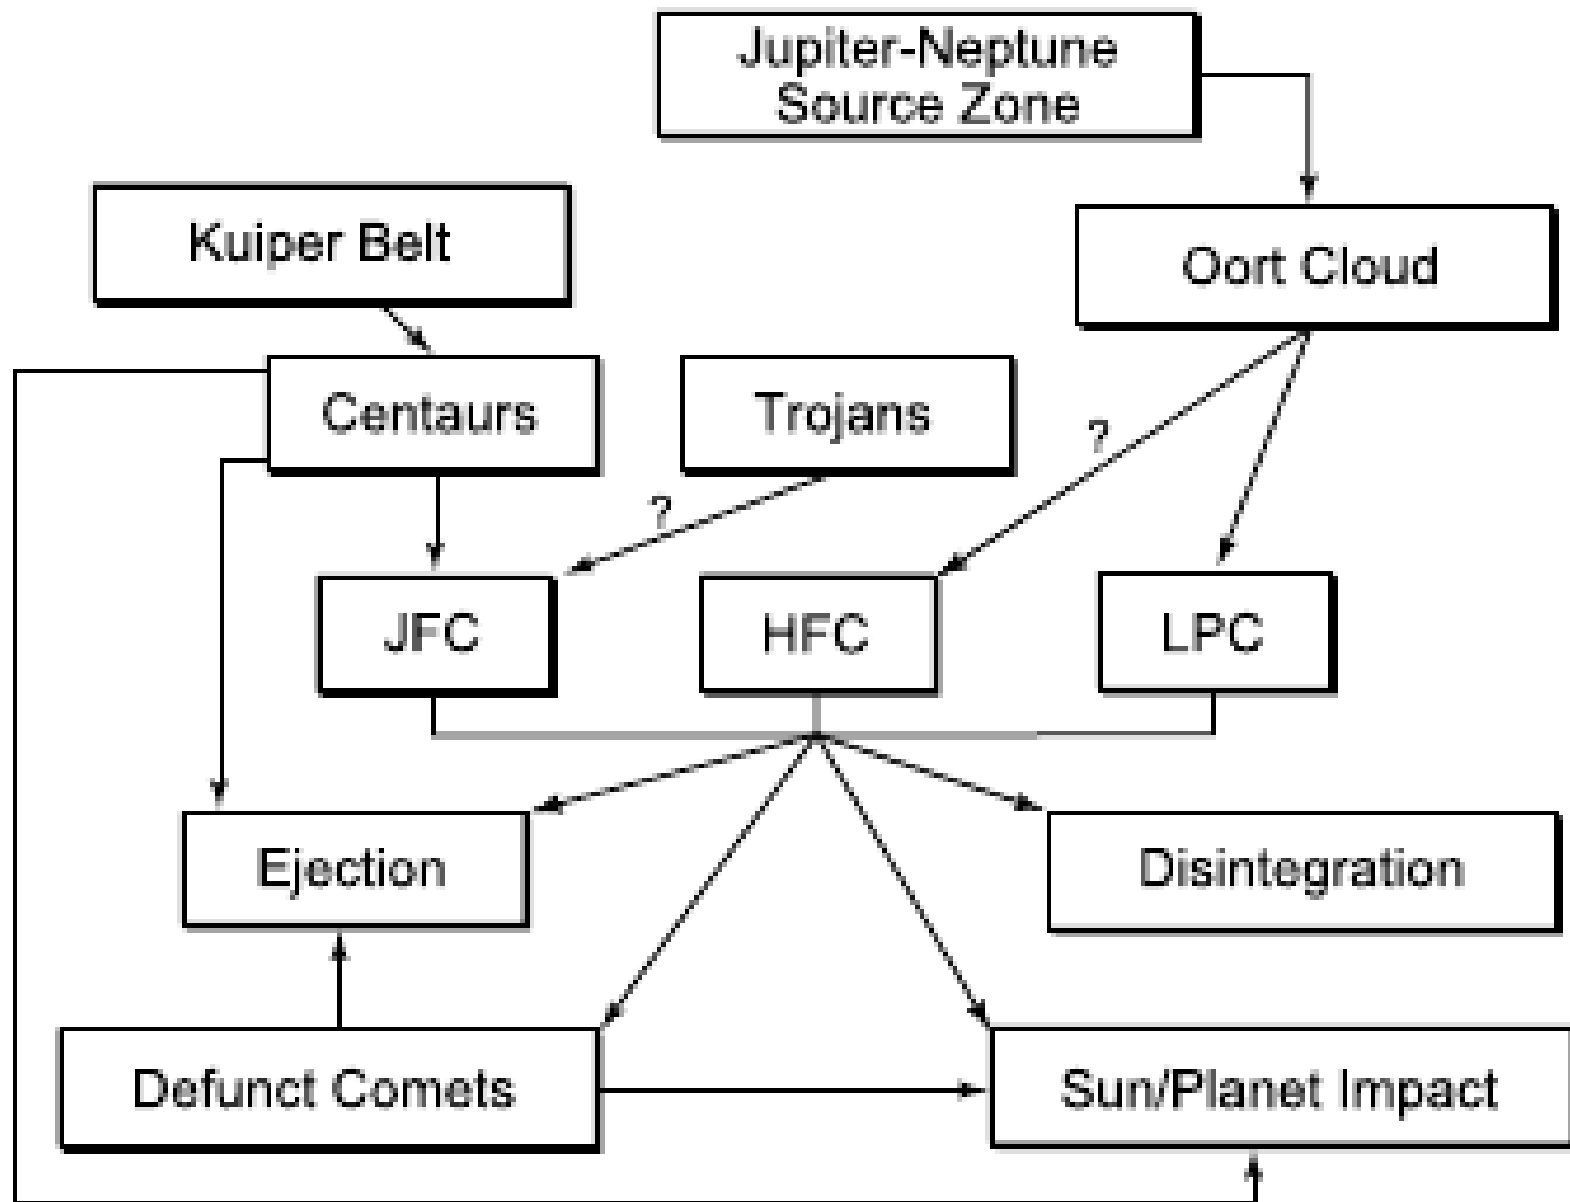 Jupiter-Neptune
Source Zone
Kuiper Belt
Oort Cloud
Centaurs
Trojans
?
?
JFC
HFC
LPC
Ejection
Disintegration
Defunct Comets
Sun/Planet Impact